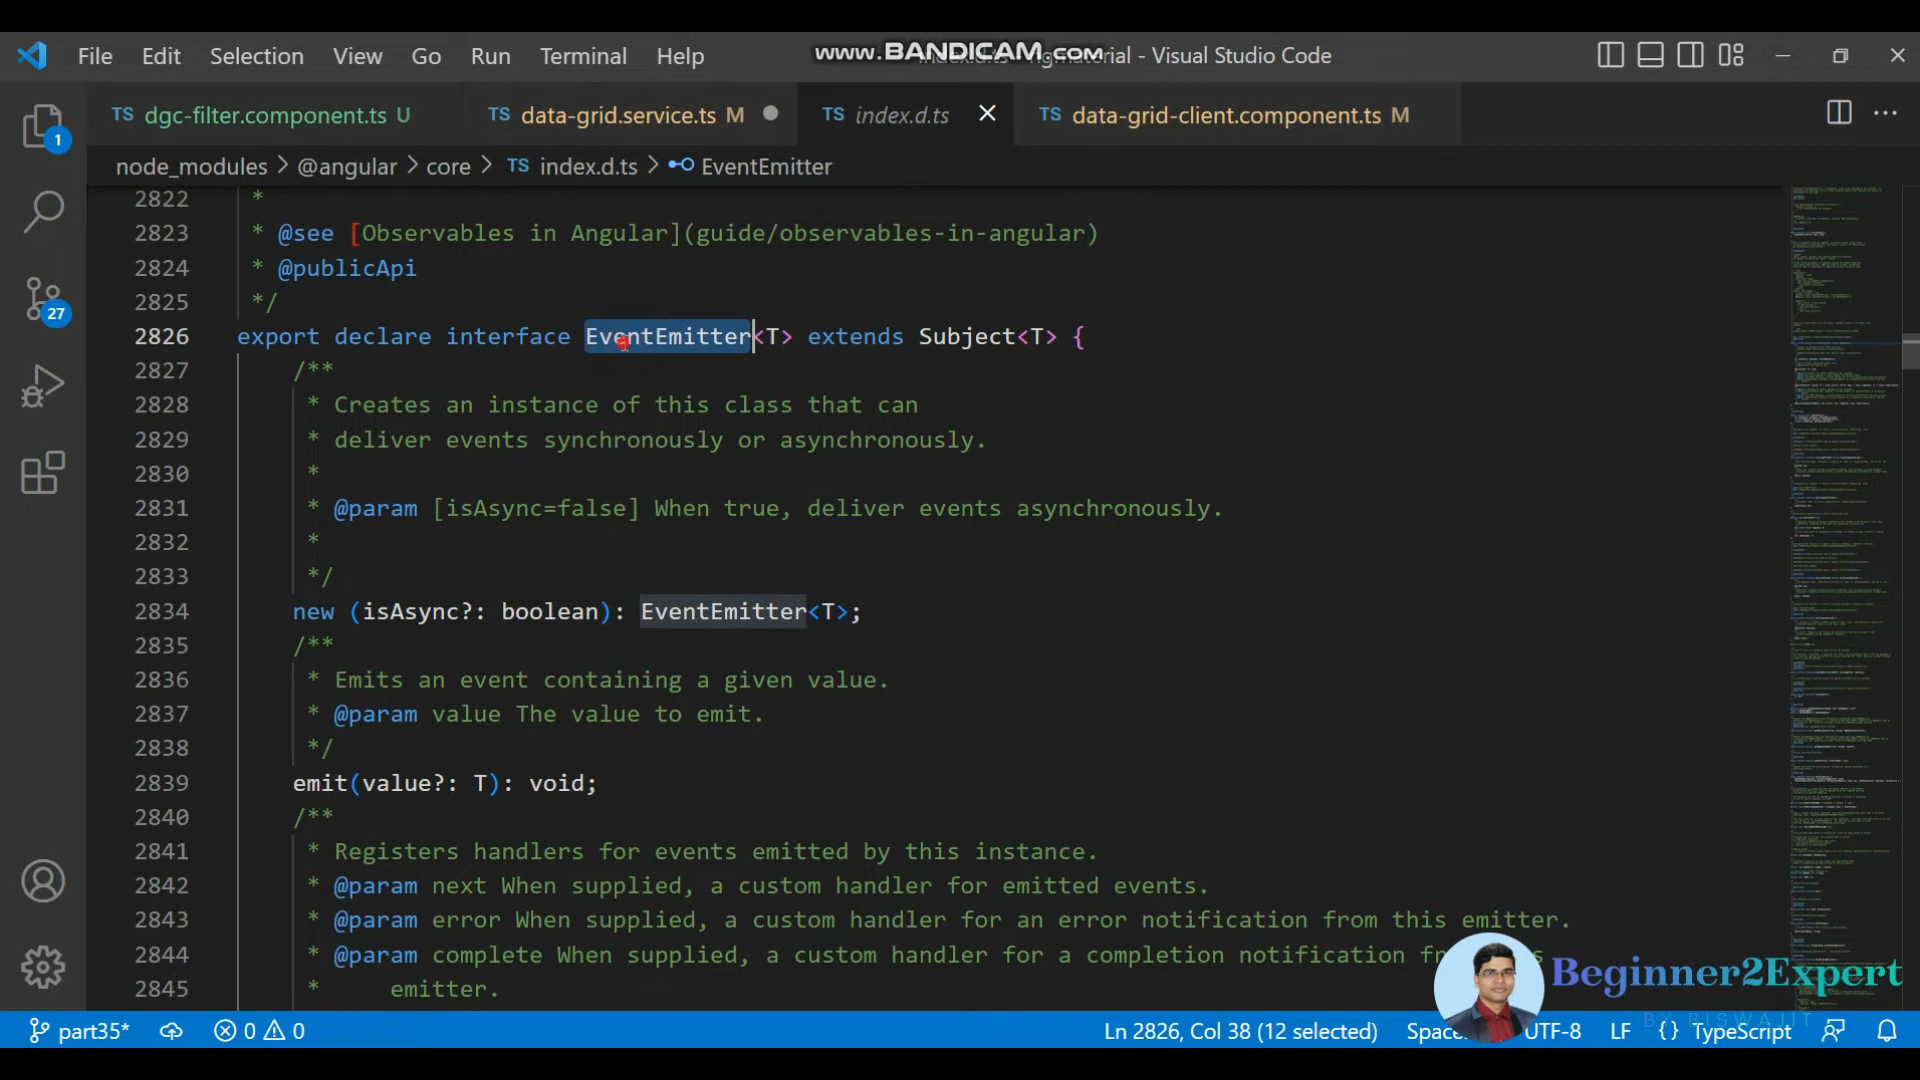 File Edit Selection View Go Run Terminal Help www.BANDICAM.com - Visual Studio Code
TS dgc-filter.component.ts U TS data-grid.service.ts M TS index.d.ts TS data-grid-client.component.ts M
node_modules > @angular > core > TS index.d.ts > EventEmitter
1
27
2822 *
2823 * @see [Observables in Angular](guide/observables-in-angular)
2824 * @publicApi
2825 */
2826 export declare interface EventEmitter<T> extends Subject<T> {
2827 /**
2828 * Creates an instance of this class that can
2829 * deliver events synchronously or asynchronously.
2830 *
2831 * @param [isAsync=false] When true, deliver events asynchronously.
2832 *
2833 */
2834 new (isAsync?: boolean): EventEmitter<T>;
2835 /**
2836 * Emits an event containing a given value.
2837 * @param value The value to emit.
2838 */
2839 emit(value?: T): void;
2840 /**
2841 * Registers handlers for events emitted by this instance.
2842 * @param next When supplied, a custom handler for emitted events.
2843 * @param error When supplied, a custom handler for an error notification from this emitter.
2844 * @param complete When supplied, a custom handler for a completion notification
2845 * emitter.
Beginner2Expert
BY BISWAJIT
part35* 0 0 Ln 2826, Col 38 (12 selected) UTF-8 LF {} TypeScript